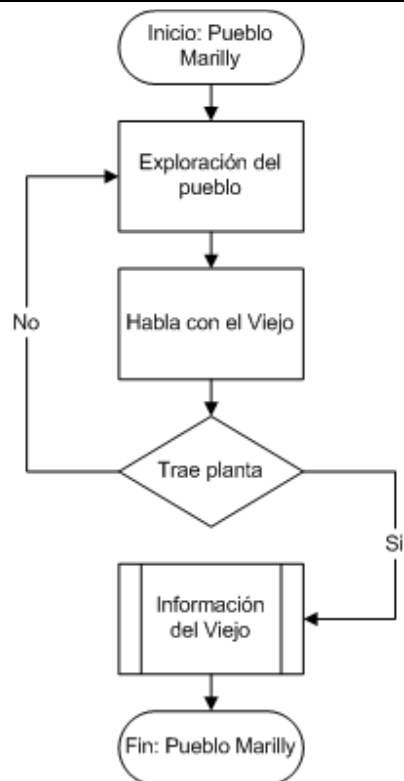 Inicio: Pueblo
Marilly
Exploración del
pueblo
Habla con el Viejo
No
Trae planta
Si
Información
del Viejo
Fin: Pueblo Marilly